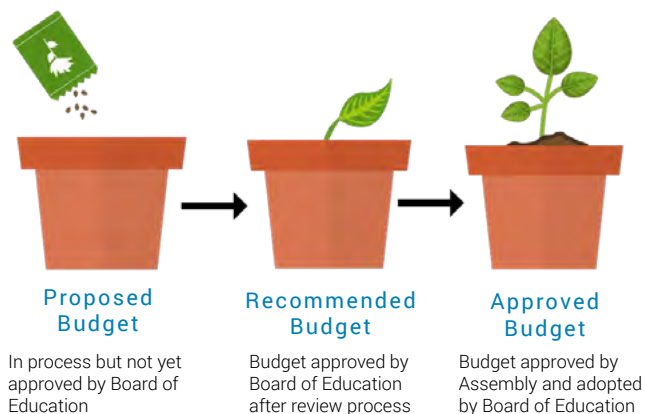 Proposed
Budget
In process but not yet
approved by Board of
Education
Recommended
Budget
Budget approved by
Board of Education
after review process
Approved
Budget
Budget approved by
Assembly and adopted
by Board of Education